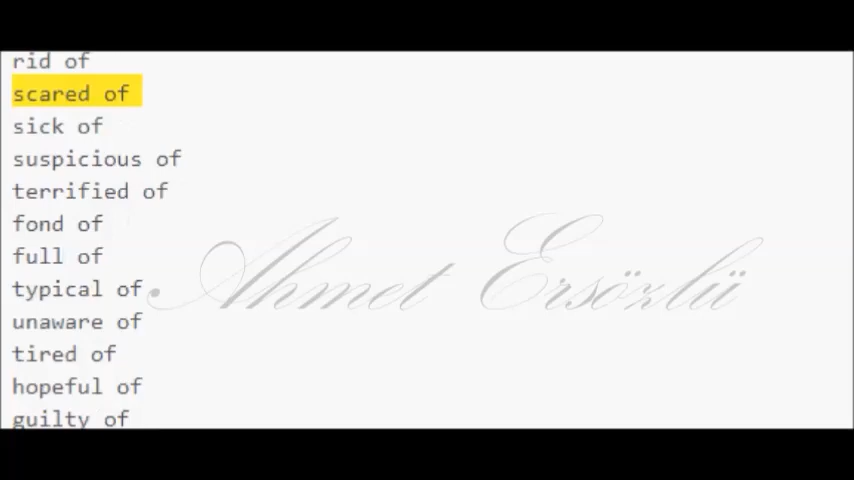 rid of
scared of
sick of
suspicious of
terrified of
fond of
full of
typical of
unaware of
tired of
hopeful of
guilty of
Ahmet Ersözlü